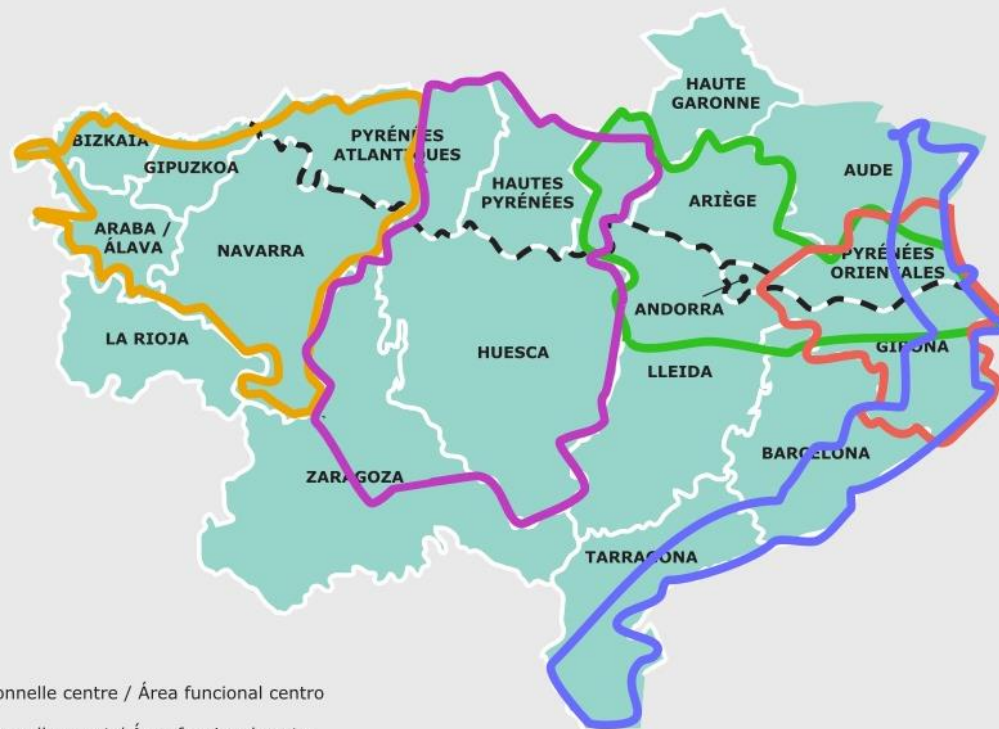 HAUTE
GARONNE
BIZKAIA
GIPUZKOA
PYRÉNÉES
ATLANTIQUES
HAUTES
PYRÉNÉES
ARIÈGE
AUDE
ARABA /
ÁLAVA
NAVARRA
PYRÉNÉES
ORIENTALES
ANDORRA
LA RIOJA
HUESCA
LLEIDA
GIRONA
ZARAGOZA
BARCELONA
TARRAGONA
onnelle centre / Área funcional centro